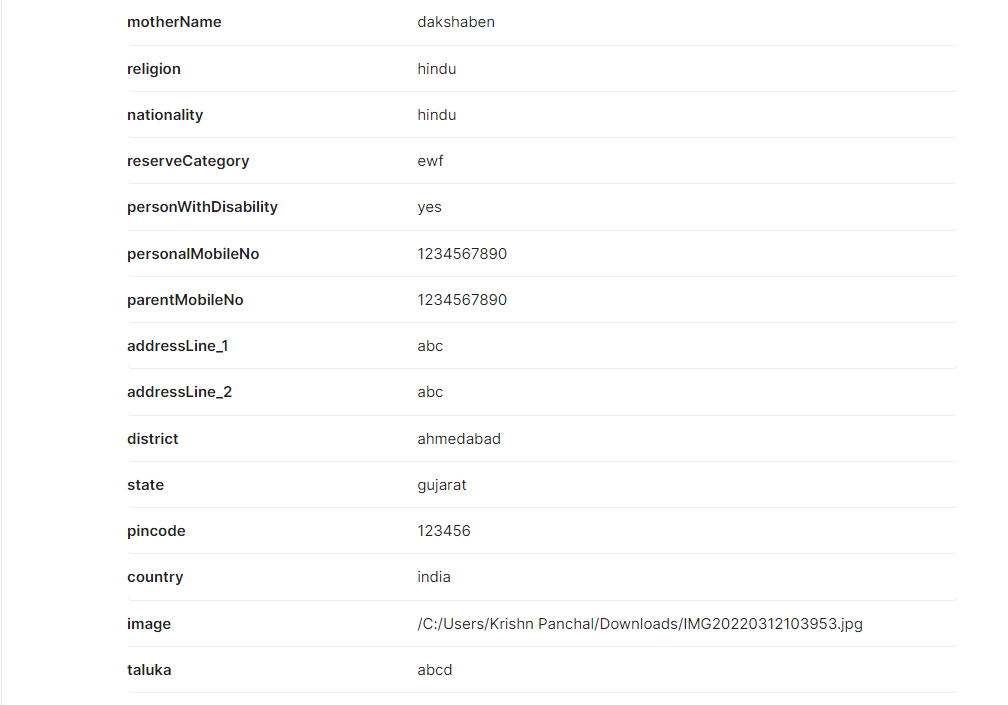 motherName dakshaben
religion hindu
nationality hindu
reserveCategory ewf
personWithDisability yes
personalMobileNo 1234567890
parentMobileNo 1234567890
addressLine_1 abc
addressLine_2 abc
district ahmedabad
state gujarat
pincode 123456
country india
image /C:/Users/Krishn Panchal/Downloads/IMG20220312103953.jpg
taluka abcd